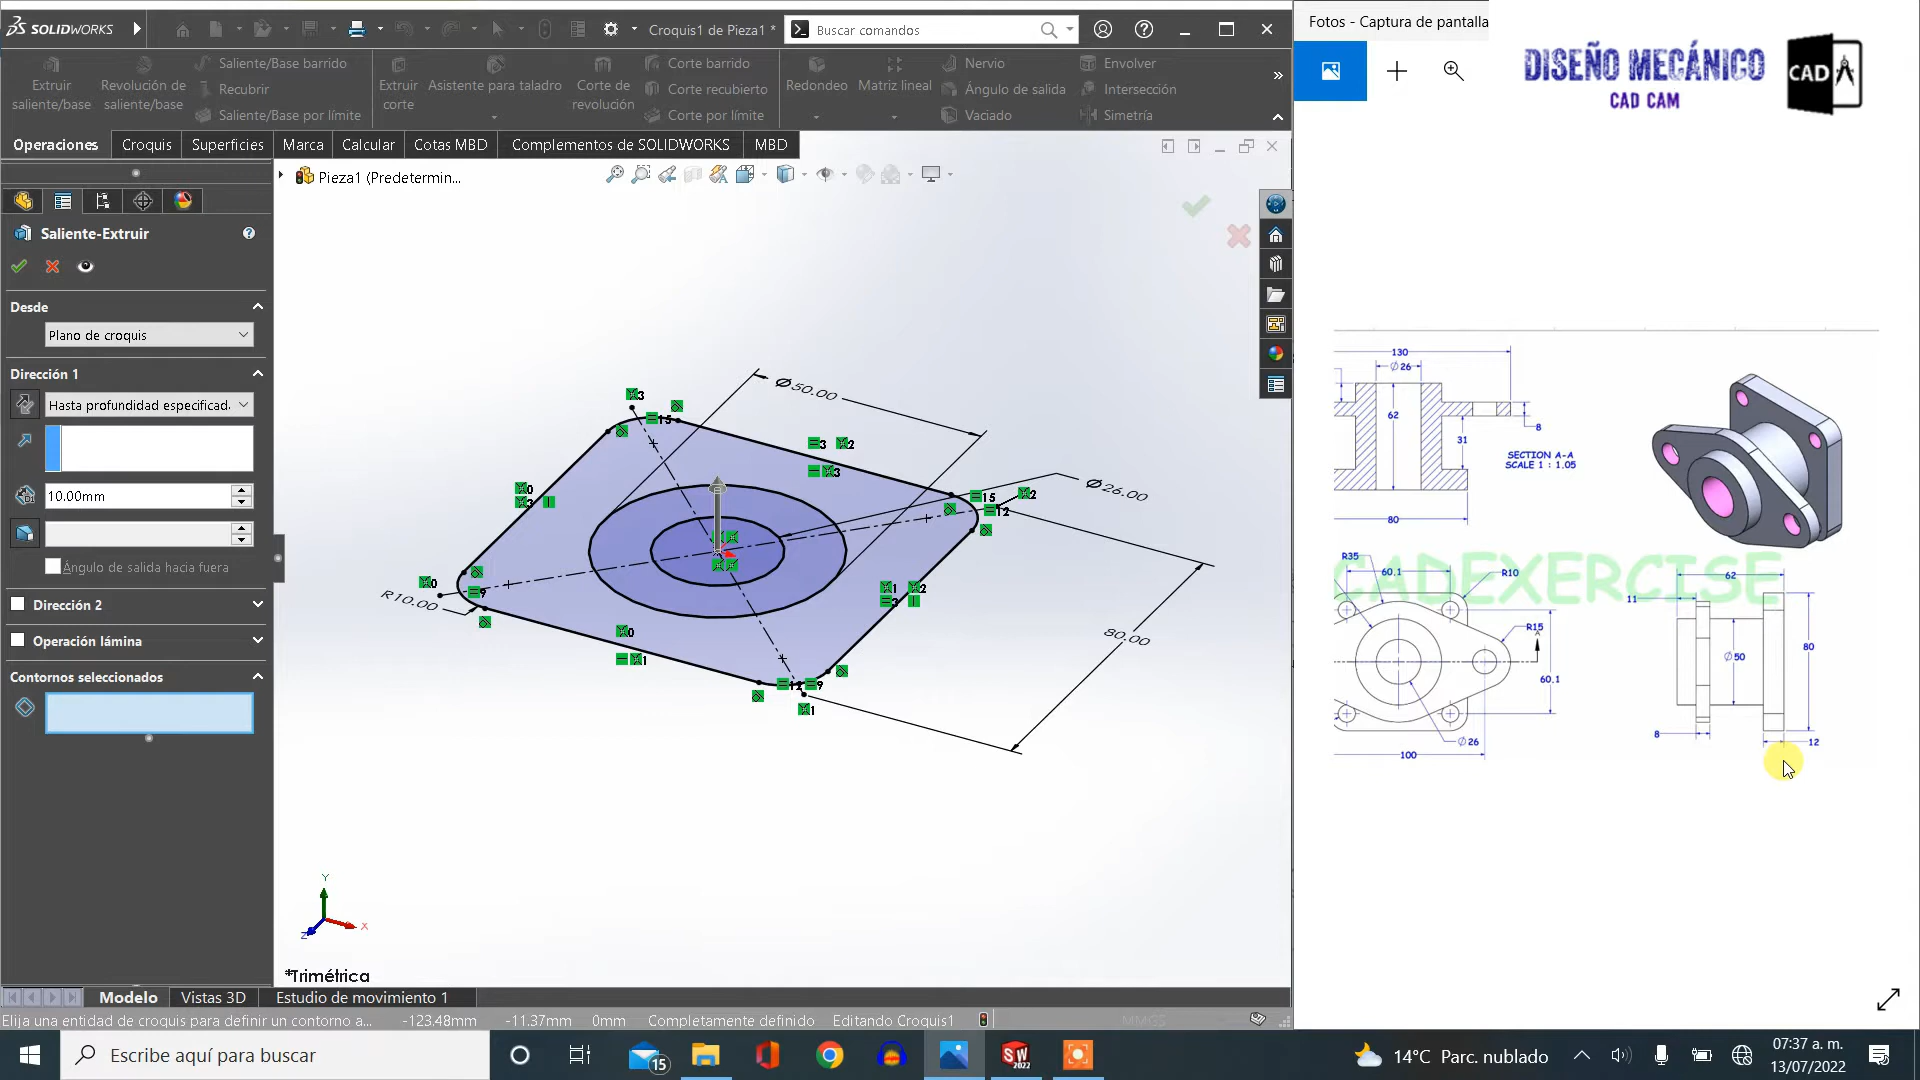 SOLIDWORKS
Croquis1 de Pieza1 *
Buscar comandos
Fotos - Captura de pantalla
DISEÑO MECÁNICO
CAD CAM
CAD
Extruir saliente/base
Revolución de saliente/base
Saliente/Base barrido
Recubrir
Saliente/Base por límite
Extruir corte
Asistente para taladro
Corte de revolución
Corte barrido
Corte recubierto
Corte por límite
Redondeo
Matriz lineal
Nervio
Ángulo de salida
Vaciado
Envolver
Intersección
Simetría
Operaciones
Croquis
Superficies
Marca
Calcular
Cotas MBD
Complementos de SOLIDWORKS
MBD
Pieza1 (Predetermin...
Saliente-Extruir
Desde
Plano de croquis
Dirección 1
Hasta profundidad especificad.
10.00mm
Ángulo de salida hacia fuera
Dirección 2
Operación lámina
Contornos seleccionados
Ø50.00
Ø26.00
R10.00
80.00
Y
X
Z
*Trimétrica
130
Ø26
62
31
8
80
SECTION A-A
SCALE 1 : 1.05
CADEXERCISE
R35
60.1
R10
R15
A
60.1
Ø26
100
62
11
Ø50
80
8
12
Modelo
Vistas 3D
Estudio de movimiento 1
Elija una entidad de croquis para definir un contorno a...
-123.48mm
-11.37mm
0mm
Completamente definido
Editando Croquis1
MMGS
Escribe aquí para buscar
15
SW
2022
14°C Parc. nublado
07:37 a. m.
13/07/2022